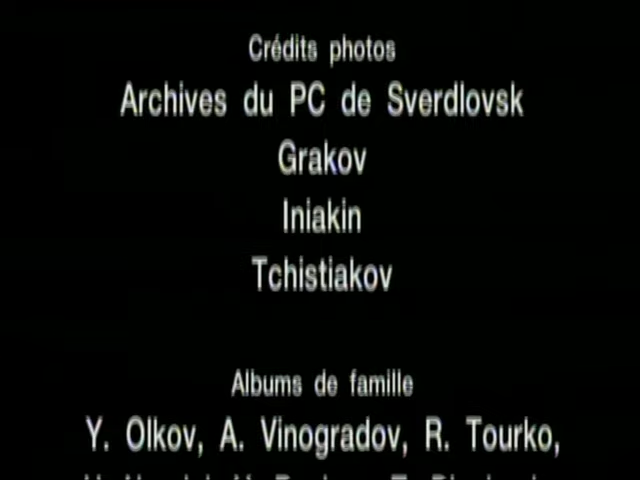 Crédits photos
Archives du PC de Sverdlovsk
Grakov
Iniakin
Tchistiakov
Albums de famille
Y. Olkov, A. Vinogradov, R. Tourko,